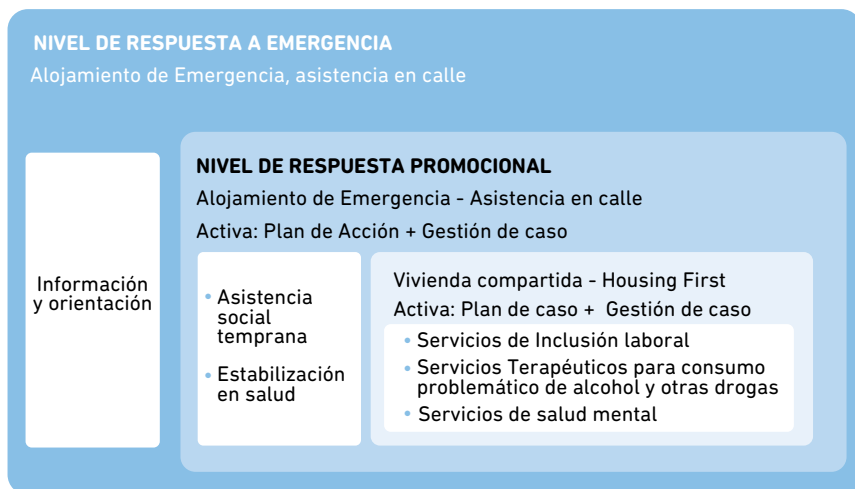 NIVEL DE RESPUESTA A EMERGENCIA
Alojamiento de Emergencia, asistencia en calle
Información
y orientación
NIVEL DE RESPUESTA PROMOCIONAL
Alojamiento de Emergencia - Asistencia en calle
Activa: Plan de Acción + Gestión de caso
• Asistencia
social
temprana
• Estabilización
en salud
Vivienda compartida - Housing First
Activa: Plan de caso + Gestión de caso
• Servicios de Inclusión laboral
• Servicios Terapéuticos para consumo
problemático de alcohol y otras drogas
• Servicios de salud mental